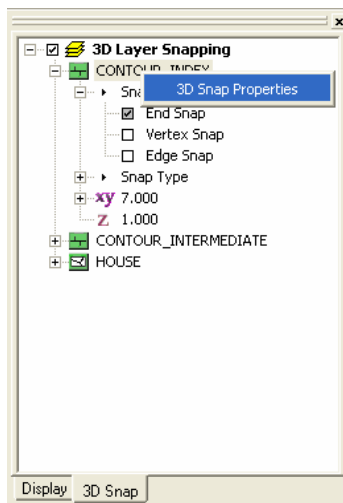 3D Layer Snapping
CONTOUR_INDEX
3D Snap Properties
End Snap
Vertex Snap
Edge Snap
Snap Type
xy 7.000
z 1.000
CONTOUR_INTERMEDIATE
HOUSE
Display 3D Snap